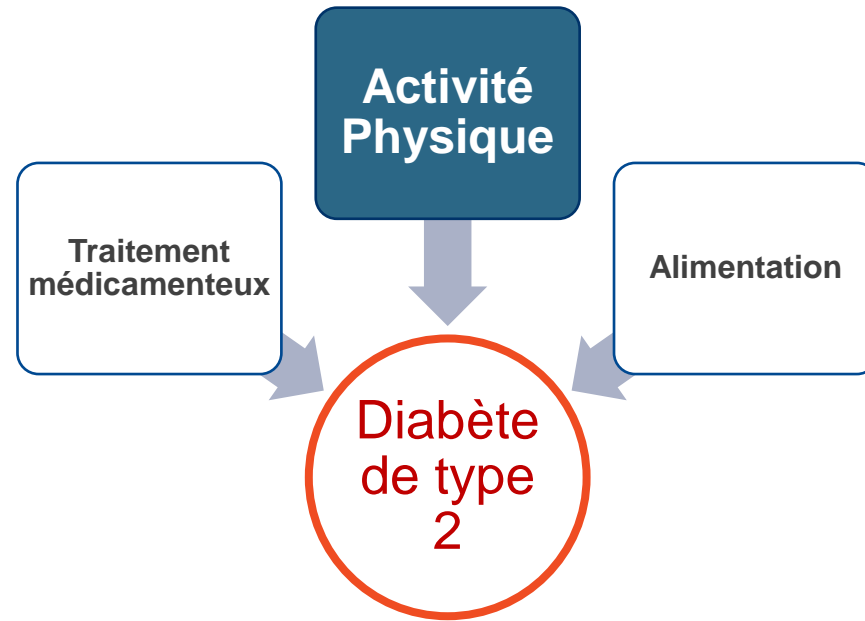 Activité
Physique
Traitement
médicamenteux
Alimentation
Diabète
de type
2